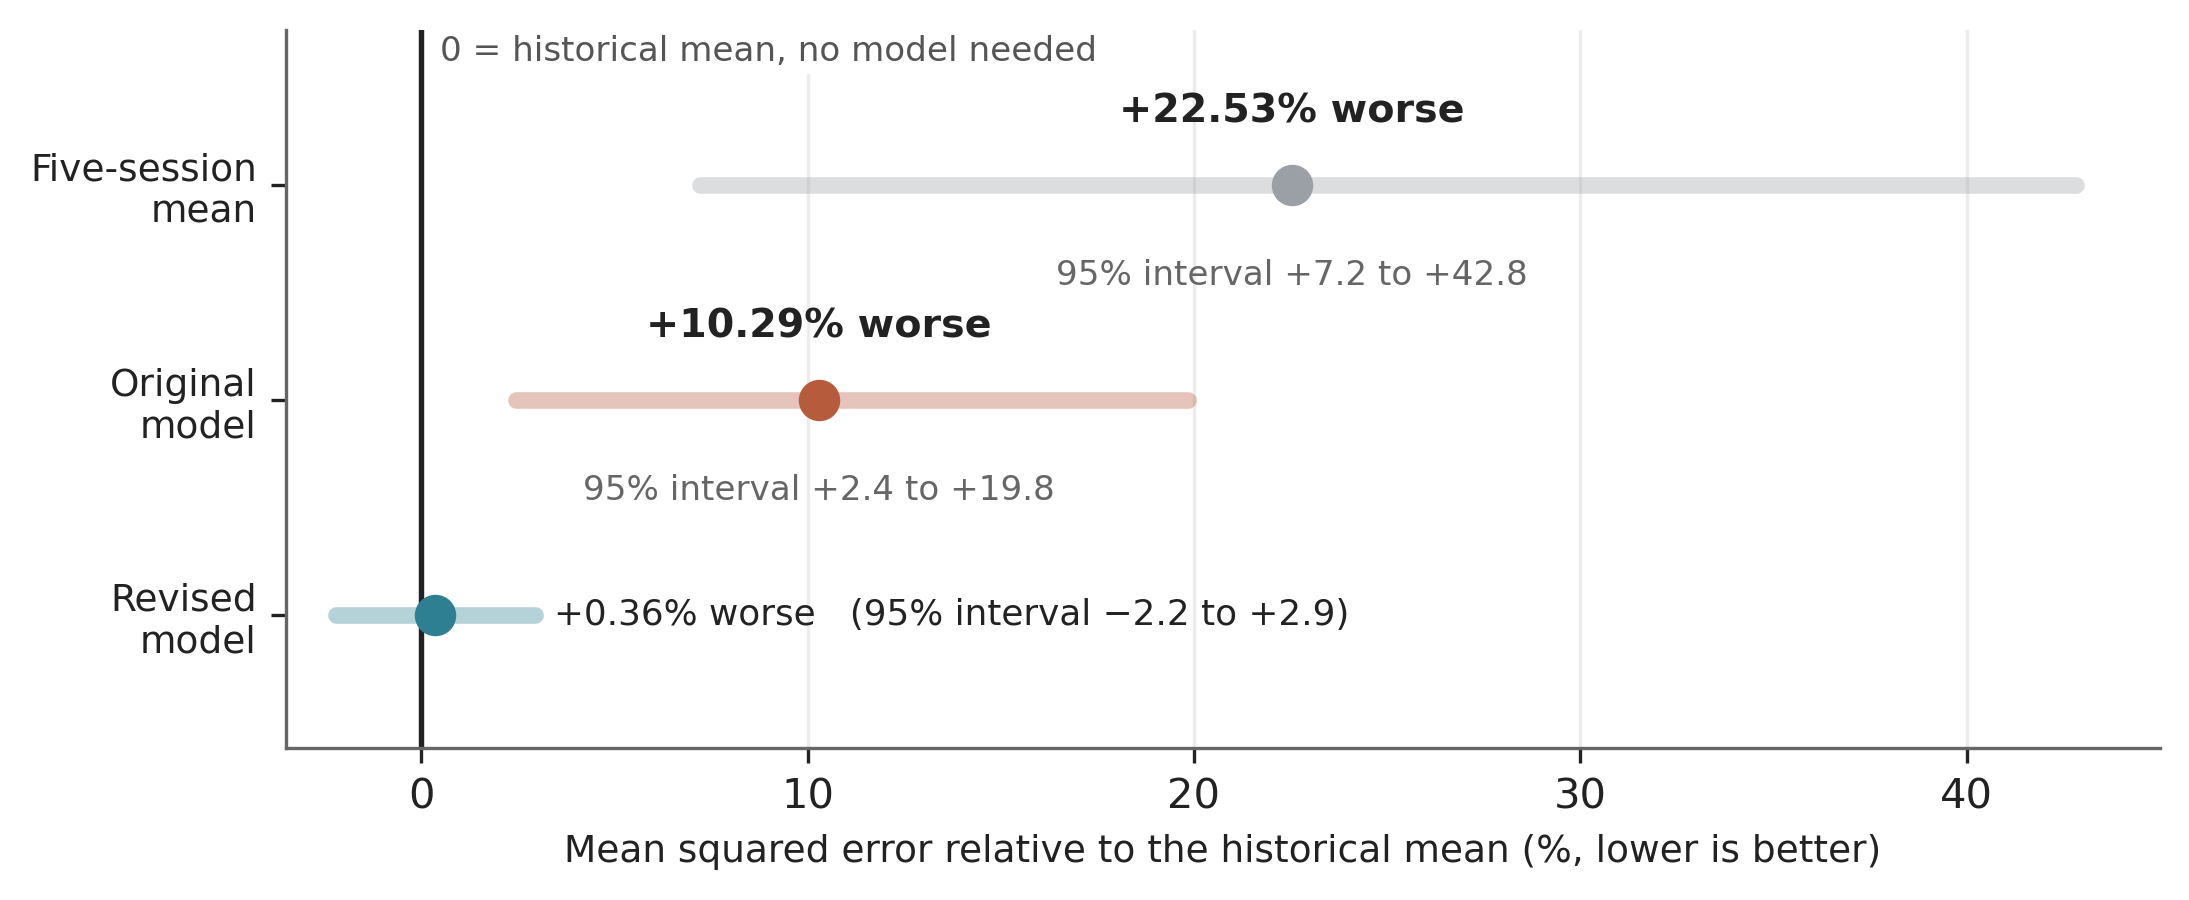 0 = historical mean, no model needed
+22.53% worse
Five-session
mean
95% interval +7.2 to +42.8
+10.29% worse
Original
model
95% interval +2.4 to +19.8
Revised
model
+0.36% worse (95% interval −2.2 to +2.9)
0 10 20 30 40
Mean squared error relative to the historical mean (%, lower is better)